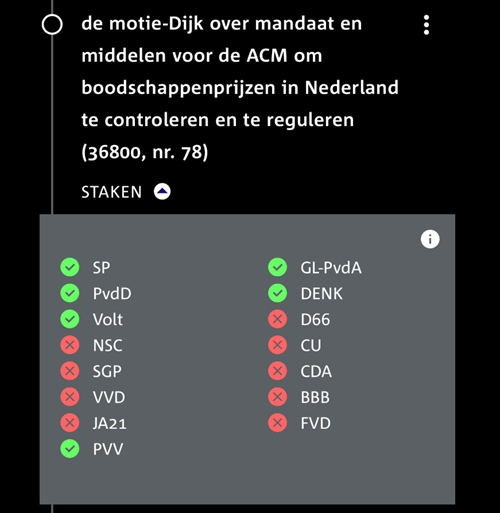 de motie-Dijk over mandaat en
middelen voor de ACM om
boodschappenprijzen in Nederland
te controleren en te reguleren
(36800, nr. 78)
STAKEN
SP
PvdD
Volt
NSC
SGP
VVD
JA21
PVV
GL-PvdA
DENK
D66
CU
CDA
BBB
FVD